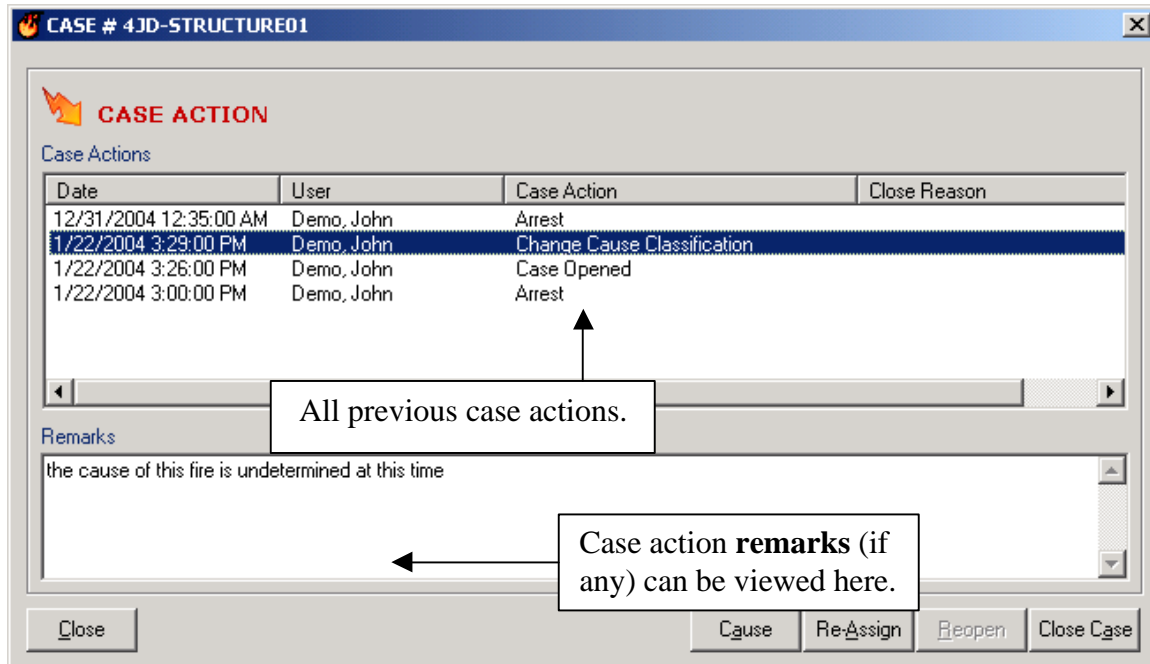 CASE # 4JD-STRUCTURE01
CASE ACTION
Case Actions
Date User Case Action Close Reason
12/31/2004 12:35:00 AM Demo, John Arrest
1/22/2004 3:29:00 PM Demo, John Change Cause Classification
1/22/2004 3:26:00 PM Demo, John Case Opened
1/22/2004 3:00:00 PM Demo, John Arrest
All previous case actions.
Remarks
the cause of this fire is undetermined at this time
Case action remarks (if
any) can be viewed here.
Close Cause Re-Assign Reopen Close Case